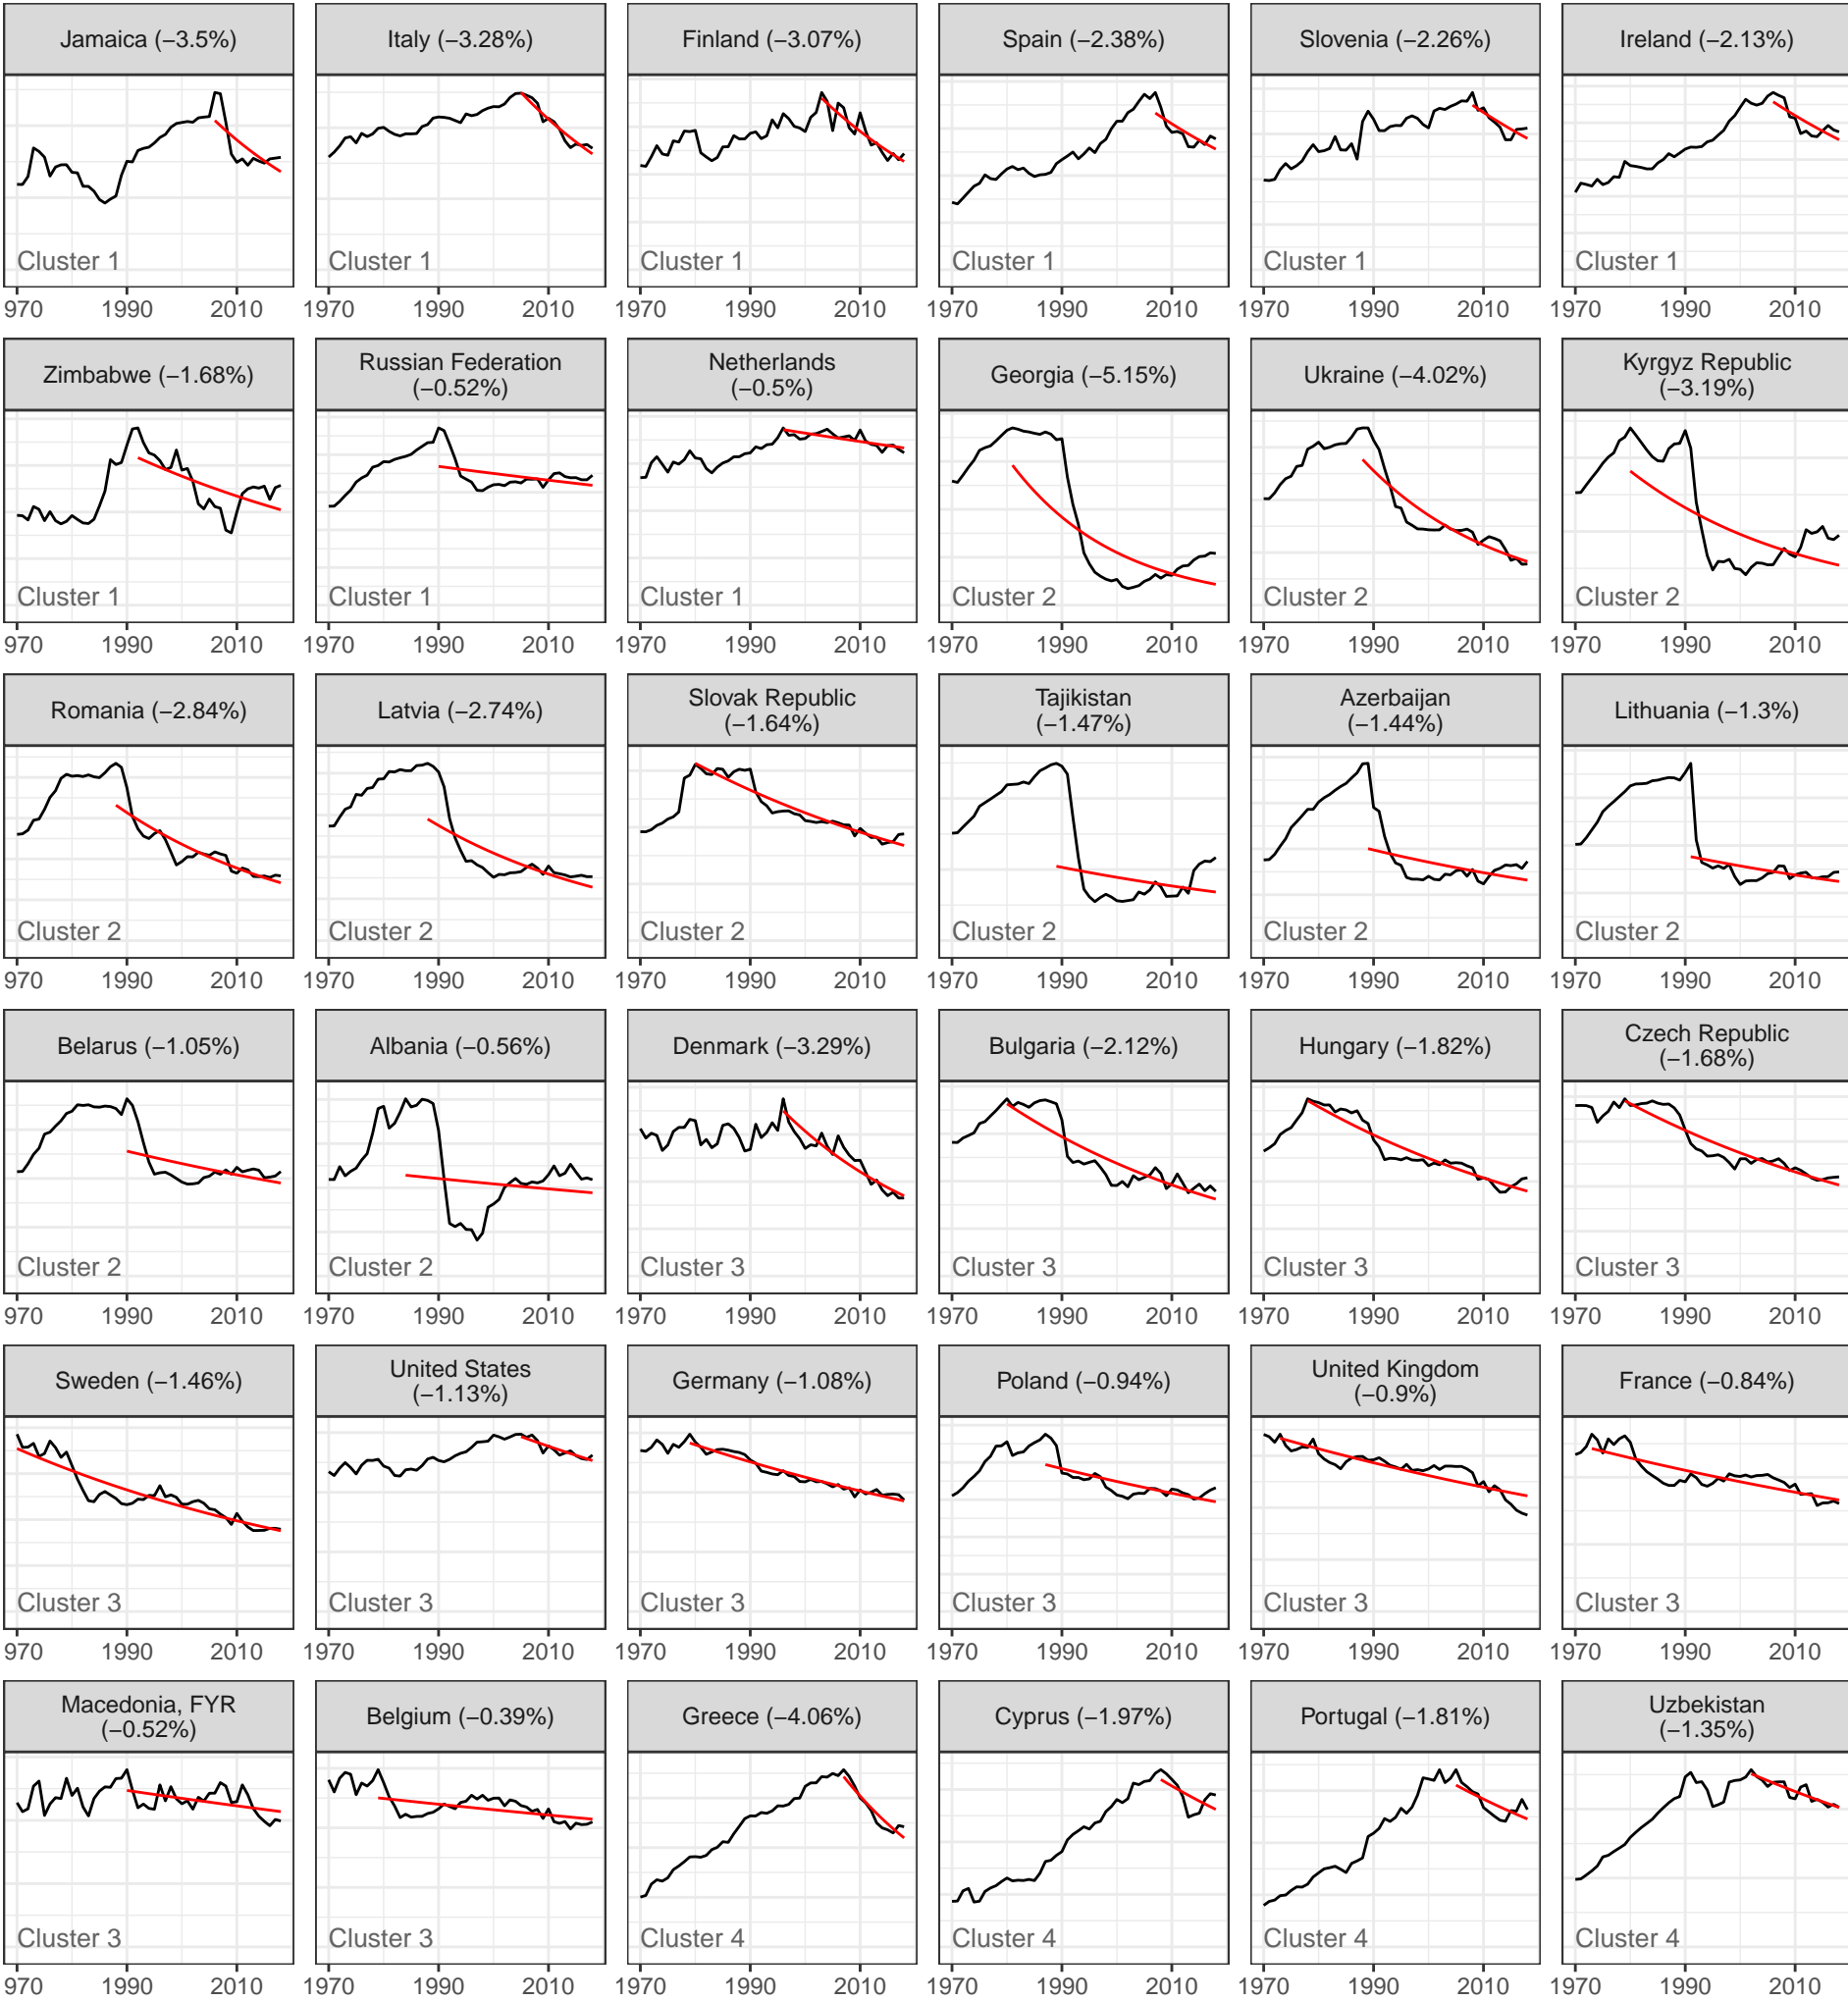 Jamaica (−3.5%)
Italy (−3.28%)
Finland (−3.07%)
Spain (−2.38%)
Slovenia (−2.26%)
Ireland (−2.13%)
Cluster 1
Cluster 1
Cluster 1
Cluster 1
Cluster 1
Cluster 1
970 1990 2010
1970 1990 2010
1970 1990 2010
1970 1990 2010
1970 1990 2010
1970 1990 2010
Zimbabwe (−1.68%)
Russian Federation
(−0.52%)
Netherlands
(−0.5%)
Georgia (−5.15%)
Ukraine (−4.02%)
Kyrgyz Republic
(−3.19%)
Cluster 1
Cluster 1
Cluster 1
Cluster 2
Cluster 2
Cluster 2
970 1990 2010
1970 1990 2010
1970 1990 2010
1970 1990 2010
1970 1990 2010
1970 1990 2010
Romania (−2.84%)
Latvia (−2.74%)
Slovak Republic
(−1.64%)
Tajikistan
(−1.47%)
Azerbaijan
(−1.44%)
Lithuania (−1.3%)
Cluster 2
Cluster 2
Cluster 2
Cluster 2
Cluster 2
Cluster 2
970 1990 2010
1970 1990 2010
1970 1990 2010
1970 1990 2010
1970 1990 2010
1970 1990 2010
Belarus (−1.05%)
Albania (−0.56%)
Denmark (−3.29%)
Bulgaria (−2.12%)
Hungary (−1.82%)
Czech Republic
(−1.68%)
Cluster 2
Cluster 2
Cluster 3
Cluster 3
Cluster 3
Cluster 3
970 1990 2010
1970 1990 2010
1970 1990 2010
1970 1990 2010
1970 1990 2010
1970 1990 2010
Sweden (−1.46%)
United States
(−1.13%)
Germany (−1.08%)
Poland (−0.94%)
United Kingdom
(−0.9%)
France (−0.84%)
Cluster 3
Cluster 3
Cluster 3
Cluster 3
Cluster 3
Cluster 3
970 1990 2010
1970 1990 2010
1970 1990 2010
1970 1990 2010
1970 1990 2010
1970 1990 2010
Macedonia, FYR
(−0.52%)
Belgium (−0.39%)
Greece (−4.06%)
Cyprus (−1.97%)
Portugal (−1.81%)
Uzbekistan
(−1.35%)
Cluster 3
Cluster 3
Cluster 4
Cluster 4
Cluster 4
Cluster 4
970 1990 2010
1970 1990 2010
1970 1990 2010
1970 1990 2010
1970 1990 2010
1970 1990 2010